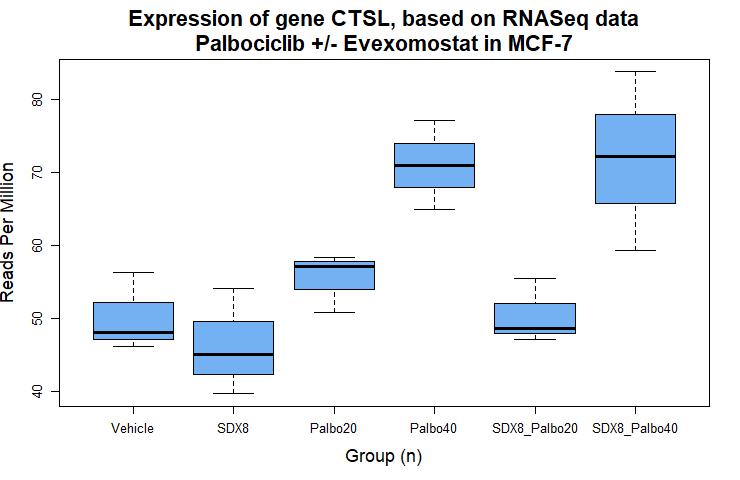 Expression of gene CTSL, based on RNASeq data
Palbociclib +/- Evexomostat in MCF-7
Reads Per Million
80
70
60
50
40
Vehicle SDX8 Palbo20 Palbo40 SDX8_Palbo20 SDX8_Palbo40
Group (n)